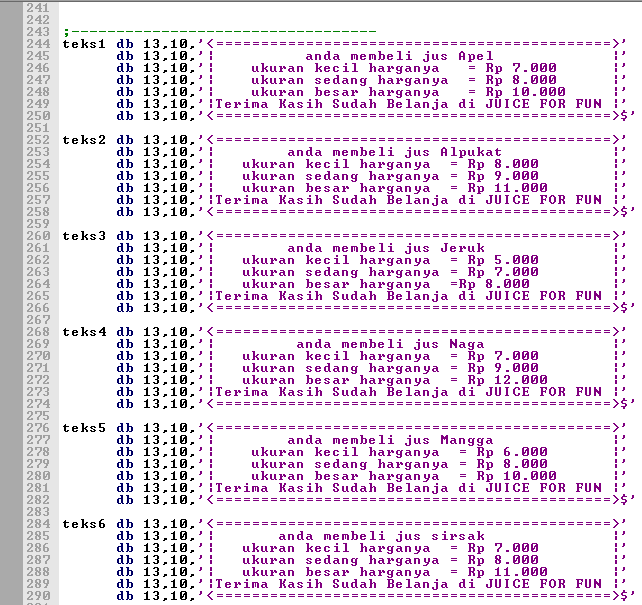 241
242
243 ;----------------------------------
244 teks1 db 13,10,'<============================================>'
245 db 13,10,'¦ anda membeli jus Apel ¦'
246 db 13,10,'¦ ukuran kecil harganya = Rp 7.000 ¦'
247 db 13,10,'¦ ukuran sedang harganya = Rp 8.000 ¦'
248 db 13,10,'¦ ukuran besar harganya = Rp 10.000 ¦'
249 db 13,10,'¦Terima Kasih Sudah Belanja di JUICE FOR FUN ¦'
250 db 13,10,'<============================================>$'
251
252 teks2 db 13,10,'<============================================>'
253 db 13,10,'¦ anda membeli jus Alpukat ¦'
254 db 13,10,'¦ ukuran kecil harganya = Rp 8.000 ¦'
255 db 13,10,'¦ ukuran sedang harganya = Rp 9.000 ¦'
256 db 13,10,'¦ ukuran besar harganya = Rp 11.000 ¦'
257 db 13,10,'¦Terima Kasih Sudah Belanja di JUICE FOR FUN ¦'
258 db 13,10,'<============================================>$'
259
260 teks3 db 13,10,'<============================================>'
261 db 13,10,'¦ anda membeli jus Jeruk ¦'
262 db 13,10,'¦ ukuran kecil harganya = Rp 5.000 ¦'
263 db 13,10,'¦ ukuran sedang harganya = Rp 7.000 ¦'
264 db 13,10,'¦ ukuran besar harganya =Rp 8.000 ¦'
265 db 13,10,'¦Terima Kasih Sudah Belanja di JUICE FOR FUN ¦'
266 db 13,10,'<============================================>$'
267
268 teks4 db 13,10,'<============================================>'
269 db 13,10,'¦ anda membeli jus Naga ¦'
270 db 13,10,'¦ ukuran kecil harganya = Rp 7.000 ¦'
271 db 13,10,'¦ ukuran sedang harganya = Rp 9.000 ¦'
272 db 13,10,'¦ ukuran besar harganya = Rp 12.000 ¦'
273 db 13,10,'¦Terima Kasih Sudah Belanja di JUICE FOR FUN ¦'
274 db 13,10,'<============================================>$'
275
276 teks5 db 13,10,'<============================================>'
277 db 13,10,'¦ anda membeli jus Mangga ¦'
278 db 13,10,'¦ ukuran kecil harganya = Rp 6.000 ¦'
279 db 13,10,'¦ ukuran sedang harganya = Rp 8.000 ¦'
280 db 13,10,'¦ ukuran besar harganya = Rp 10.000 ¦'
281 db 13,10,'¦Terima Kasih Sudah Belanja di JUICE FOR FUN ¦'
282 db 13,10,'<============================================>$'
283
284 teks6 db 13,10,'<============================================>'
285 db 13,10,'¦ anda membeli jus sirsak ¦'
286 db 13,10,'¦ ukuran kecil harganya = Rp 7.000 ¦'
287 db 13,10,'¦ ukuran sedang harganya = Rp 8.000 ¦'
288 db 13,10,'¦ ukuran besar harganya = Rp 11.000 ¦'
289 db 13,10,'¦Terima Kasih Sudah Belanja di JUICE FOR FUN ¦'
290 db 13,10,'<============================================>$'